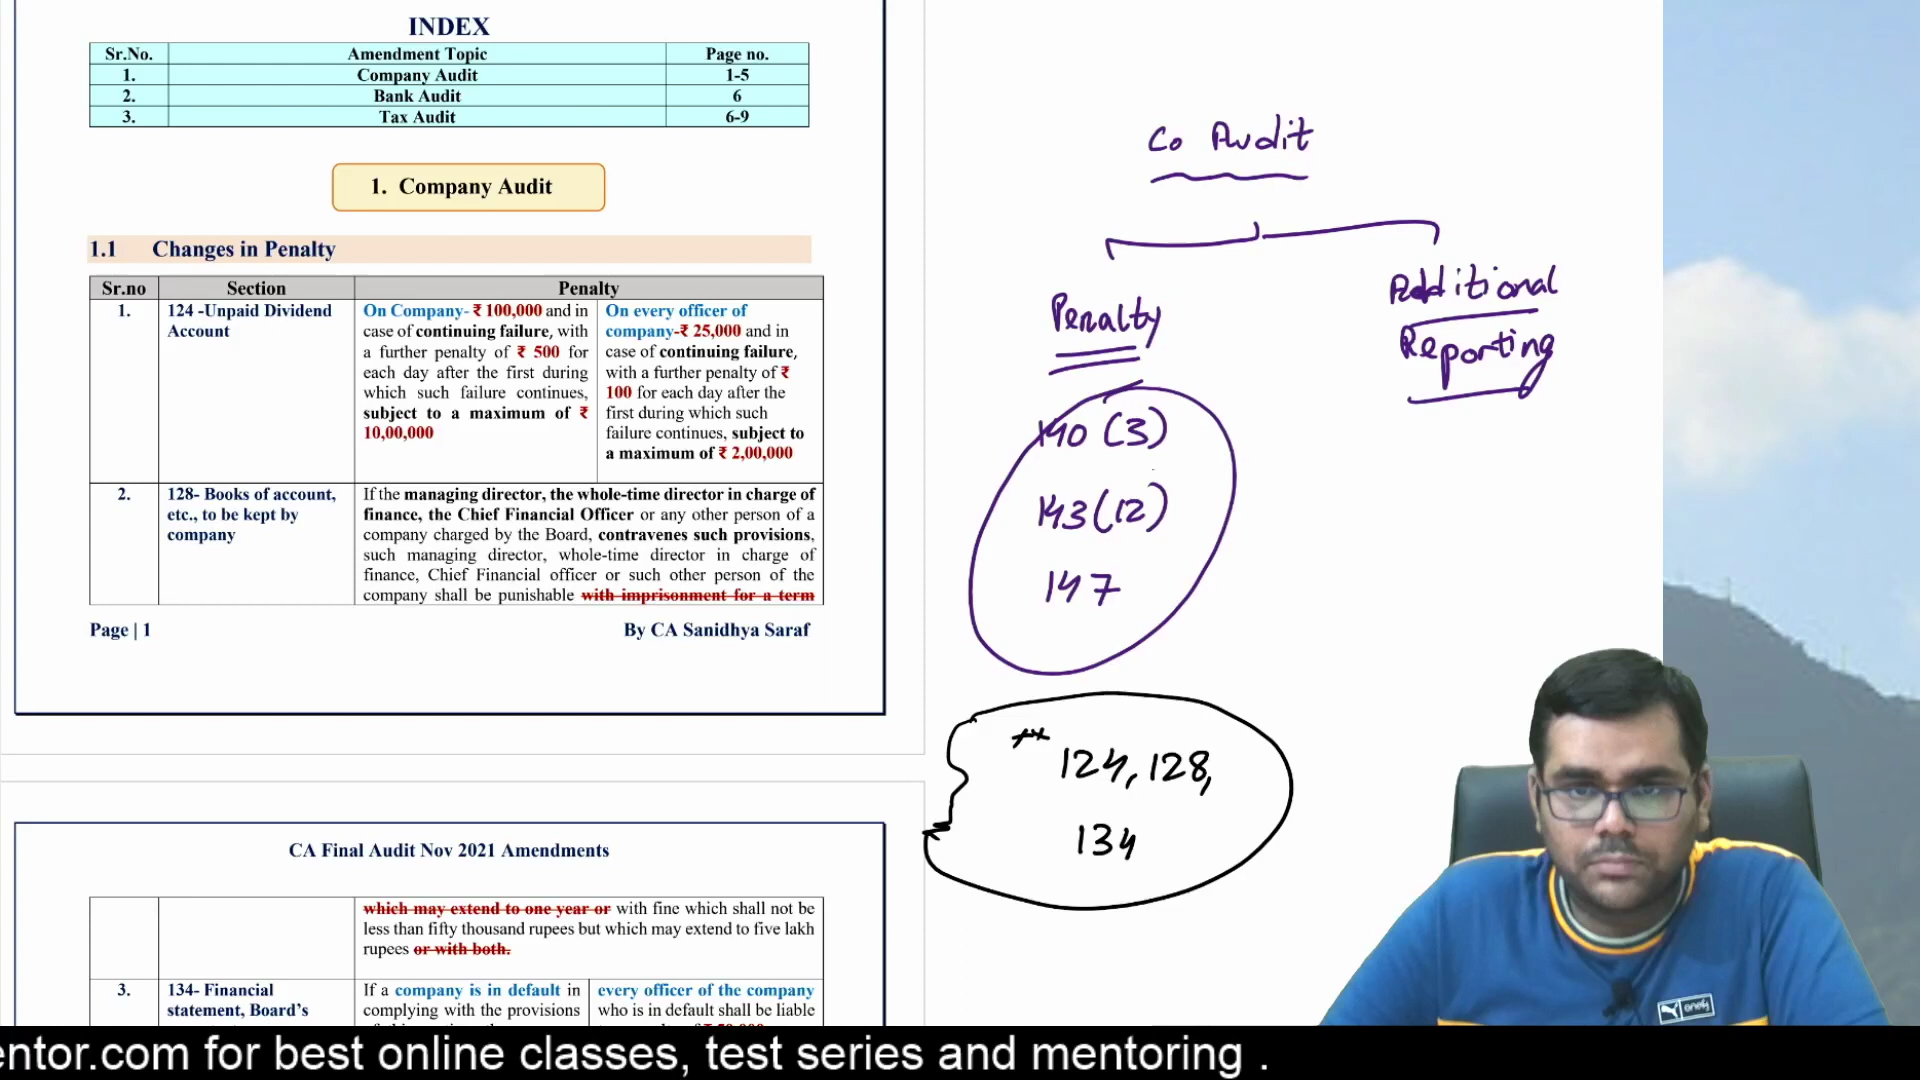 INDEX
Sr.No. Amendment Topic Page no.
1. Company Audit 1-5
2. Bank Audit 6
3. Tax Audit 6-9
1. Company Audit
1.1 Changes in Penalty
Sr.no Section Penalty
1. 124 -Unpaid Dividend
Account
On Company- ₹ 100,000 and in
case of continuing failure, with
a further penalty of ₹ 500 for
each day after the first during
which such failure continues,
subject to a maximum of ₹
10,00,000
On every officer of
company-₹ 25,000 and in
case of continuing failure,
with a further penalty of ₹
100 for each day after the
first during which such
failure continues, subject to
a maximum of ₹ 2,00,000
2. 128- Books of account,
etc., to be kept by
company
If the managing director, the whole-time director in charge of
finance, the Chief Financial Officer or any other person of a
company charged by the Board, contravenes such provisions,
such managing director, whole-time director in charge of
finance, Chief Financial officer or such other person of the
company shall be punishable with imprisonment for a term
Page | 1 By CA Sanidhya Saraf
CA Final Audit Nov 2021 Amendments
which may extend to one year or with fine which shall not be
less than fifty thousand rupees but which may extend to five lakh
rupees or with both.
3. 134- Financial
statement, Board's
If a company is in default in
complying with the provisions
every officer of the company
who is in default shall be liable
Co Audit
Penalty
Additional
Reporting
140 (3)
143(12)
147
** 124, 128,
134
entor.com for best online classes, test series and mentoring .